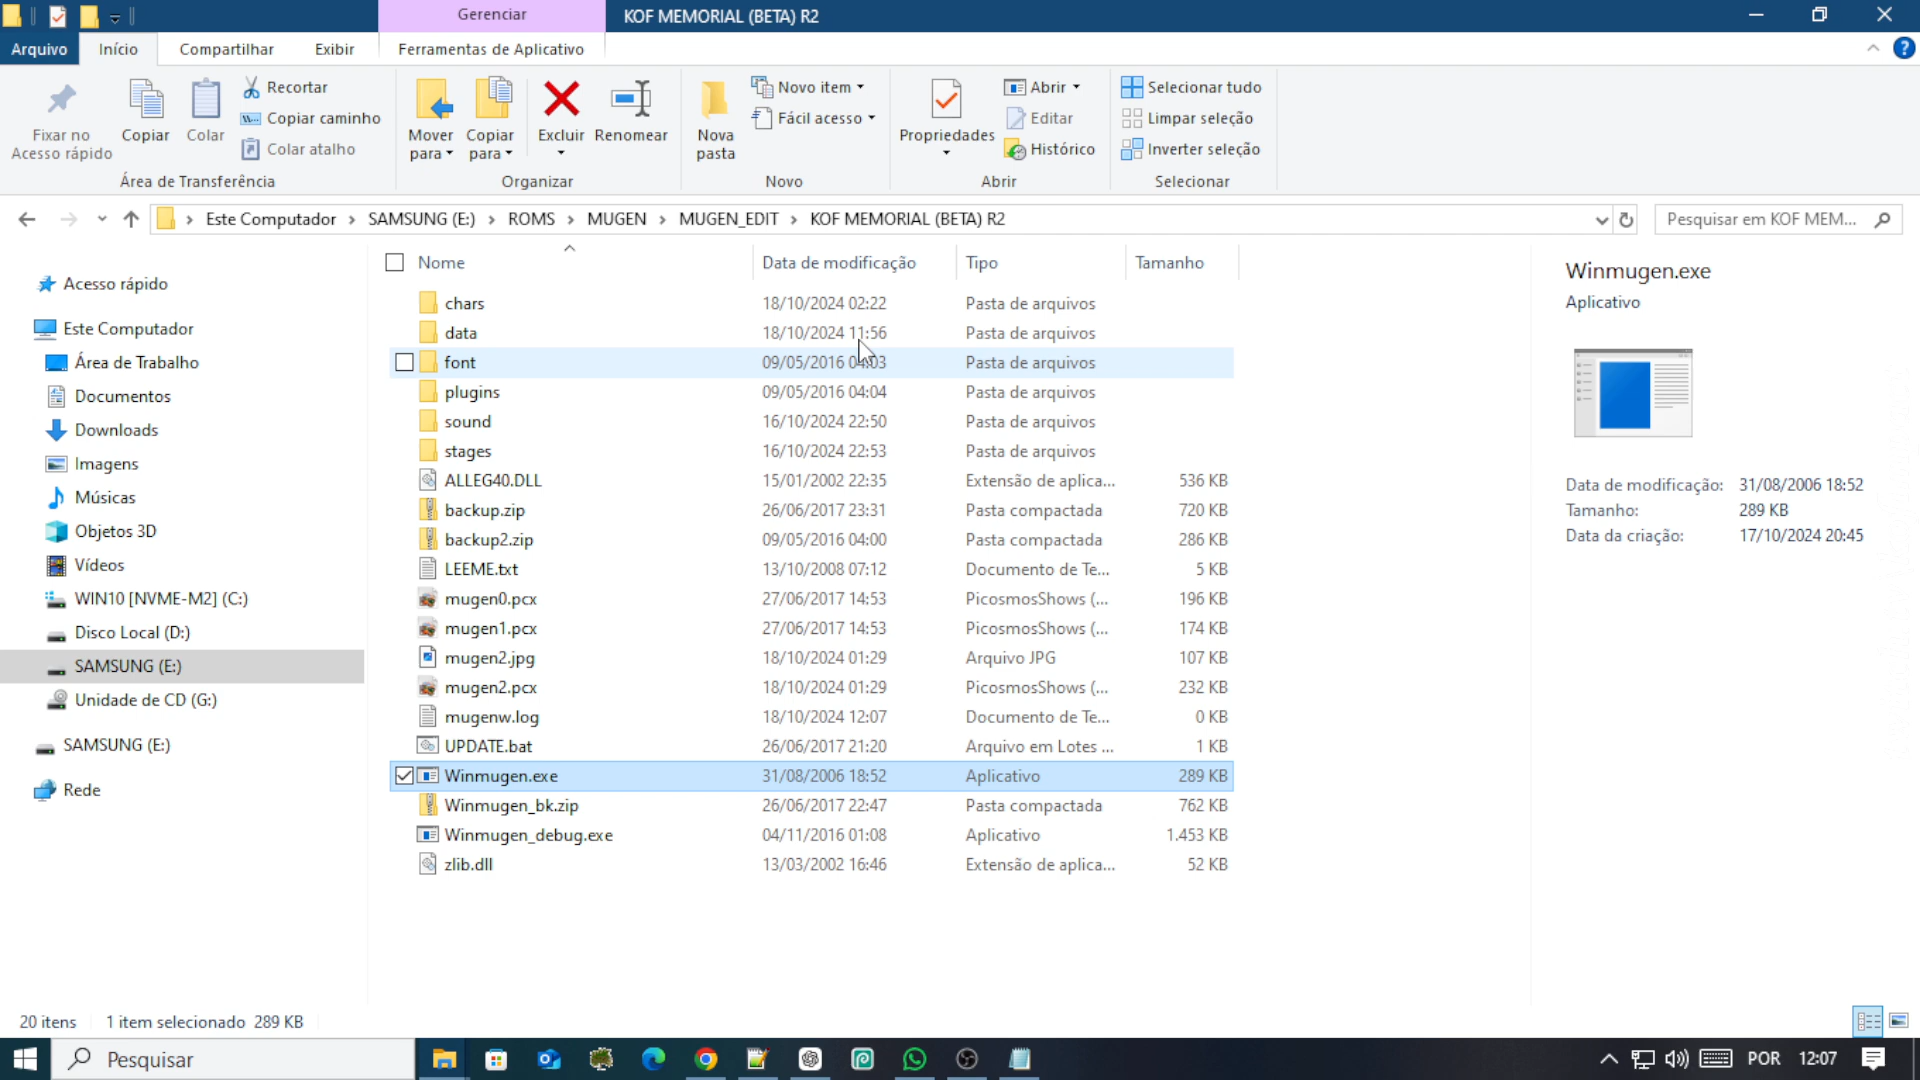 Gerenciar
KOF MEMORIAL (BETA) R2
Arquivo
Início
Compartilhar
Exibir
Ferramentas de Aplicativo
Fixar no
Acesso rápido
Copiar
Colar
Recortar
Copiar caminho
Colar atalho
Área de Transferência
Mover
para
Copiar
para
Excluir
Renomear
Organizar
Nova
pasta
Novo item
Fácil acesso
Novo
Propriedades
Abrir
Editar
Histórico
Abrir
Selecionar tudo
Limpar seleção
Inverter seleção
Selecionar
Este Computador > SAMSUNG (E:) > ROMS > MUGEN > MUGEN_EDIT > KOF MEMORIAL (BETA) R2
Pesquisar em KOF MEM...
Acesso rápido
Este Computador
Área de Trabalho
Documentos
Downloads
Imagens
Músicas
Objetos 3D
Vídeos
WIN10 [NVME-M2] (C:)
Disco Local (D:)
SAMSUNG (E:)
Unidade de CD (G:)
SAMSUNG (E:)
Rede
Nome Data de modificação Tipo Tamanho
chars 18/10/2024 02:22 Pasta de arquivos
data 18/10/2024 11:56 Pasta de arquivos
font 09/05/2016 04:03 Pasta de arquivos
plugins 09/05/2016 04:04 Pasta de arquivos
sound 16/10/2024 22:50 Pasta de arquivos
stages 16/10/2024 22:53 Pasta de arquivos
ALLEG40.DLL 15/01/2002 22:35 Extensão de aplica... 536 KB
backup.zip 26/06/2017 23:31 Pasta compactada 720 KB
backup2.zip 09/05/2016 04:00 Pasta compactada 286 KB
LEEME.txt 13/10/2008 07:12 Documento de Te... 5 KB
mugen0.pcx 27/06/2017 14:53 PicosmosShows (... 196 KB
mugen1.pcx 27/06/2017 14:53 PicosmosShows (... 174 KB
mugen2.jpg 18/10/2024 01:29 Arquivo JPG 107 KB
mugen2.pcx 18/10/2024 01:29 PicosmosShows (... 232 KB
mugenw.log 18/10/2024 12:07 Documento de Te... 0 KB
UPDATE.bat 26/06/2017 21:20 Arquivo em Lotes ... 1 KB
Winmugen.exe 31/08/2006 18:52 Aplicativo 289 KB
Winmugen_bk.zip 26/06/2017 22:47 Pasta compactada 762 KB
Winmugen_debug.exe 04/11/2016 01:08 Aplicativo 1.453 KB
zlib.dll 13/03/2002 16:46 Extensão de aplica... 52 KB
Winmugen.exe
Aplicativo
Data de modificação: 31/08/2006 18:52
Tamanho: 289 KB
Data da criação: 17/10/2024 20:45
20 itens 1 item selecionado 289 KB
Pesquisar
POR 12:07